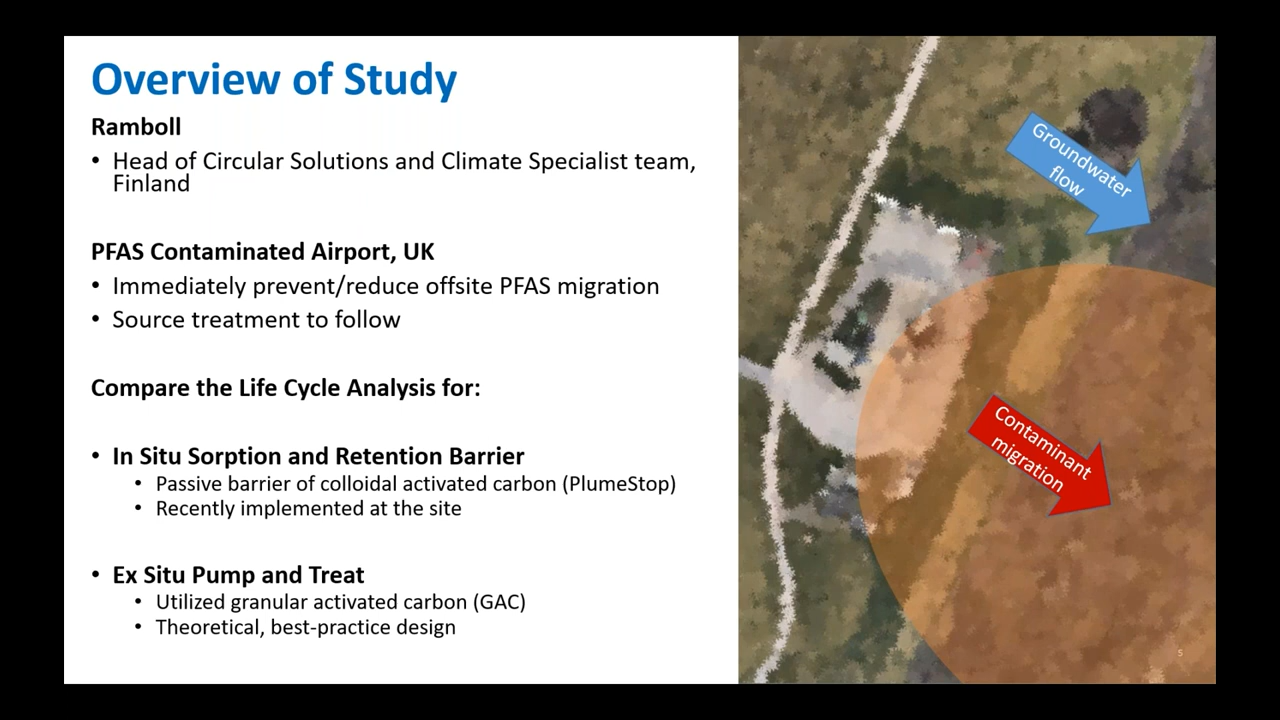 Overview of Study
Ramboll
• Head of Circular Solutions and Climate Specialist team,
Finland
PFAS Contaminated Airport, UK
• Immediately prevent/reduce offsite PFAS migration
• Source treatment to follow
Compare the Life Cycle Analysis for:
• In Situ Sorption and Retention Barrier
• Passive barrier of colloidal activated carbon (PlumeStop)
• Recently implemented at the site
• Ex Situ Pump and Treat
• Utilized granular activated carbon (GAC)
• Theoretical, best-practice design
Groundwater
flow
Contaminant
migration
5